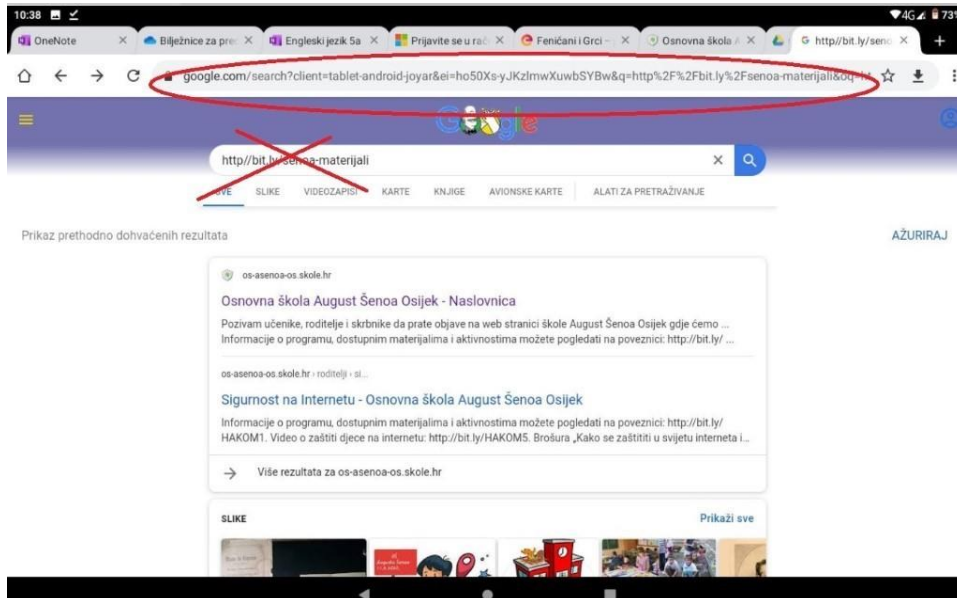 10:38 4G 73%
OneNote Bilježnice za pre Engleski jezik 5a Prijavite se u rač Feničani i Grci – Osnovna škola http//bit.ly/seno
google.com/search?client=tablet-android-joyar&ei=ho50Xs-yJKzlmwXuwbSYBw&q=http%2F%2Fbit.ly%2Fsenoa-materijali&oq=
http//bit.ly/senoa-materijali
SVE SLIKE VIDEOZAPISI KARTE KNJIGE AVIONSKE KARTE ALATI ZA PRETRAŽIVANJE
Prikaz prethodno dohvaćenih rezultata AŽURIRAJ
os-asenoa-os.skole.hr
Osnovna škola August Šenoa Osijek - Naslovnica
Pozivam učenike, roditelje i skrbnike da prate objave na web stranici škole August Šenoa Osijek gdje ćemo ...
Informacije o programu, dostupnim materijalima i aktivnostima možete pogledati na poveznici: http://bit.ly/ ...
os-asenoa-os.skole.hr › roditelji › si...
Sigurnost na Internetu - Osnovna škola August Šenoa Osijek
Informacije o programu, dostupnim materijalima i aktivnostima možete pogledati na poveznici: http://bit.ly/
HAKOM1. Video o zaštiti djece na internetu: http://bit.ly/HAKOM5. Brošura „Kako se zaštititi u svijetu interneta i...
Više rezultata za os-asenoa-os.skole.hr
SLIKE Prikaži sve